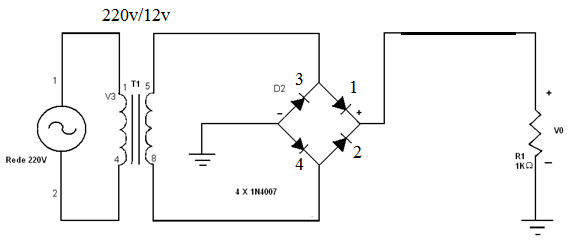 220v/12v
1
V3
1
T1
5
D2
3
1
-
+
+
Rede 220V
V0
4
8
4
2
R1
1KΩ
-
2
4 X 1N4007